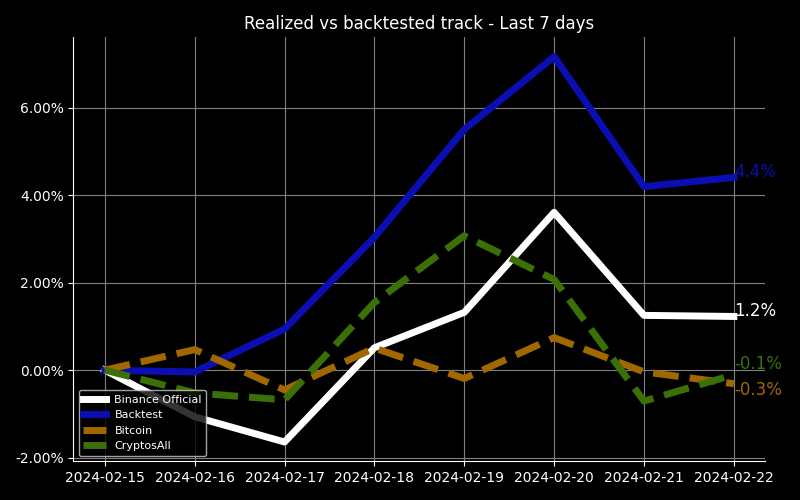 Realized vs backtested track - Last 7 days
6.00%
4.00%
2.00%
0.00%
-2.00%
4.4%
1.2%
-0.1%
-0.3%
Binance Official
Backtest
Bitcoin
CryptosAll
2024-02-15 2024-02-16 2024-02-17 2024-02-18 2024-02-19 2024-02-20 2024-02-21 2024-02-22